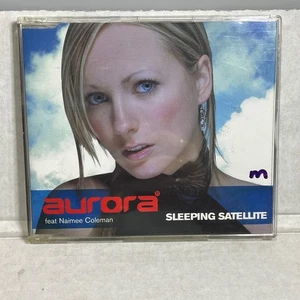 aurora
feat Naimee Coleman
SLEEPING SATELLITE
m